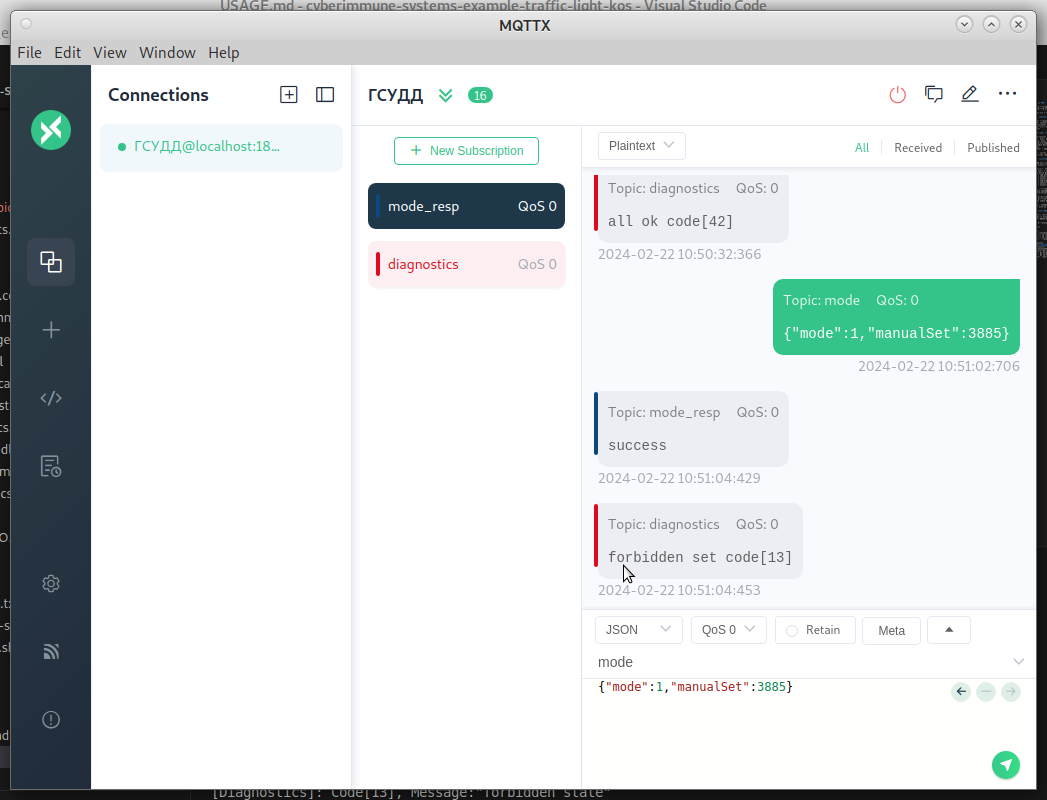 USAGE.md - cyberimmune-systems-example-traffic-light-kos - Visual Studio Code
MQTTX
File Edit View Window Help
Connections
ГСУДД@localhost:18...
ГСУДД 16
New Subscription
mode_resp QoS 0
diagnostics QoS 0
Plaintext
All Received Published
Topic: diagnostics QoS: 0
all ok code[42]
2024-02-22 10:50:32:366
Topic: mode QoS: 0
{"mode":1,"manualSet":3885}
2024-02-22 10:51:02:706
Topic: mode_resp QoS: 0
success
2024-02-22 10:51:04:429
Topic: diagnostics QoS: 0
forbidden set code[13]
2024-02-22 10:51:04:453
JSON QoS 0 Retain Meta
mode
{"mode":1,"manualSet":3885}
[Diagnostics]: Code[13], Message:"forbidden state"